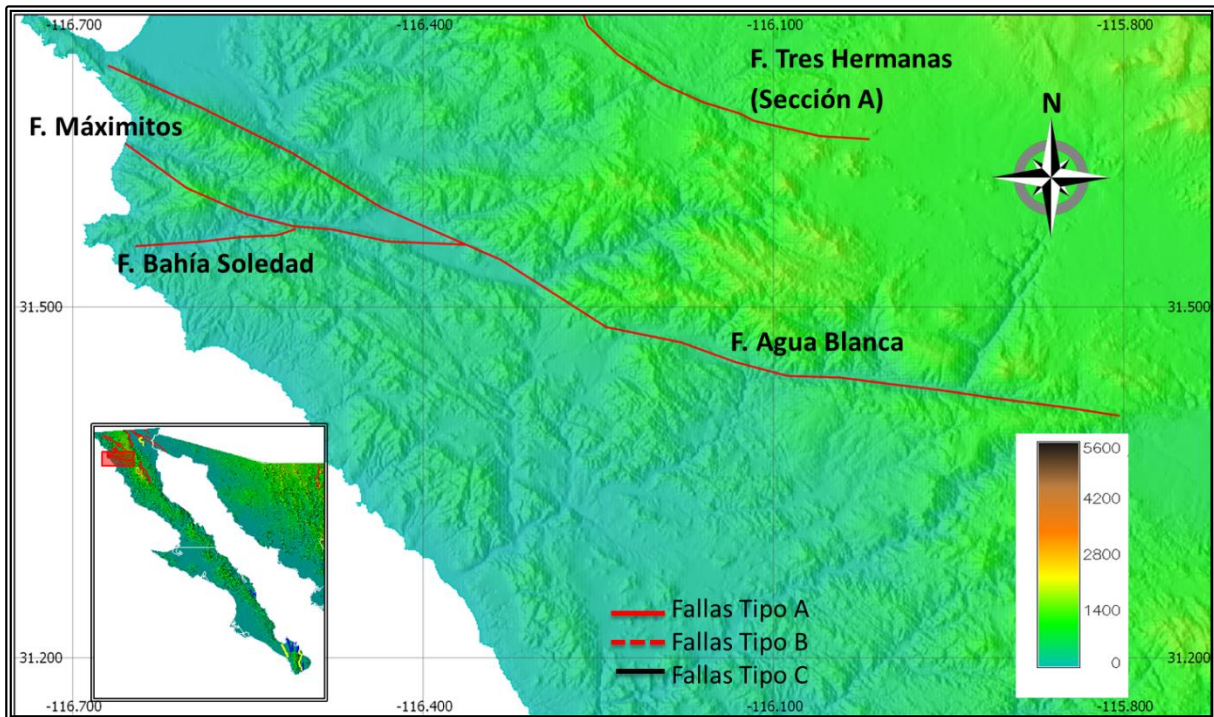 -116.700 -116.400 -116.100 -115.800
F. Tres Hermanas
(Sección A)
N
F. Máximitos
F. Bahía Soledad
31.500 31.500
F. Agua Blanca
5600
4200
2800
1400
0
Fallas Tipo A
Fallas Tipo B
Fallas Tipo C
31.200 31.200
-116.700 -116.400 -116.100 -115.800